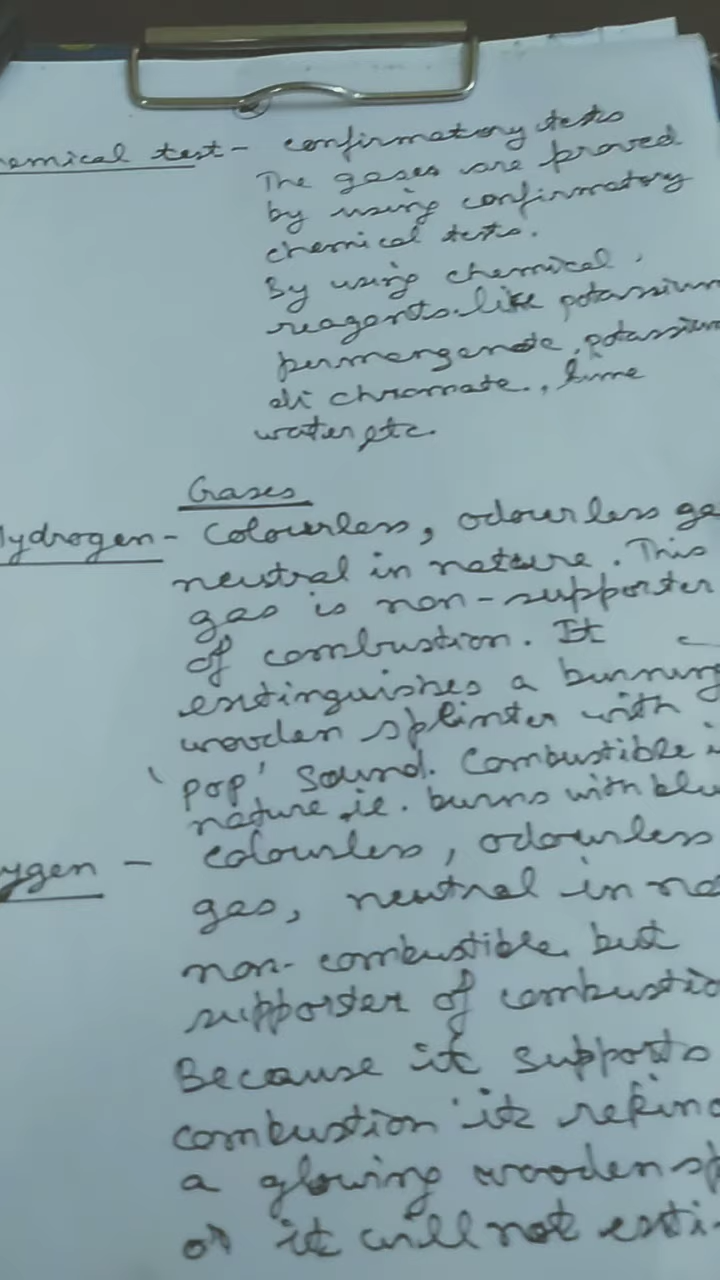 emical test - confirmatory tests
The gases are proved
by using confirmatory
chemical tests.
By using chemical
reagents like potassium
permangenate, potassium
di chromate., lime
water, etc.
Gases
Hydrogen - Colourless, odourless ga
neutral in nature. This
gas is non-supporter
of combustion. It
extinguishes a burning
wooden splinter with
'pop' sound. Combustible i
nature ie. burns with blu
ygen - colourless, odourless
gas, neutral in na
non-combustible but
supporter of combustio
Because it supports
combustion it rekind
a glowing wooden sp
or it will not exti